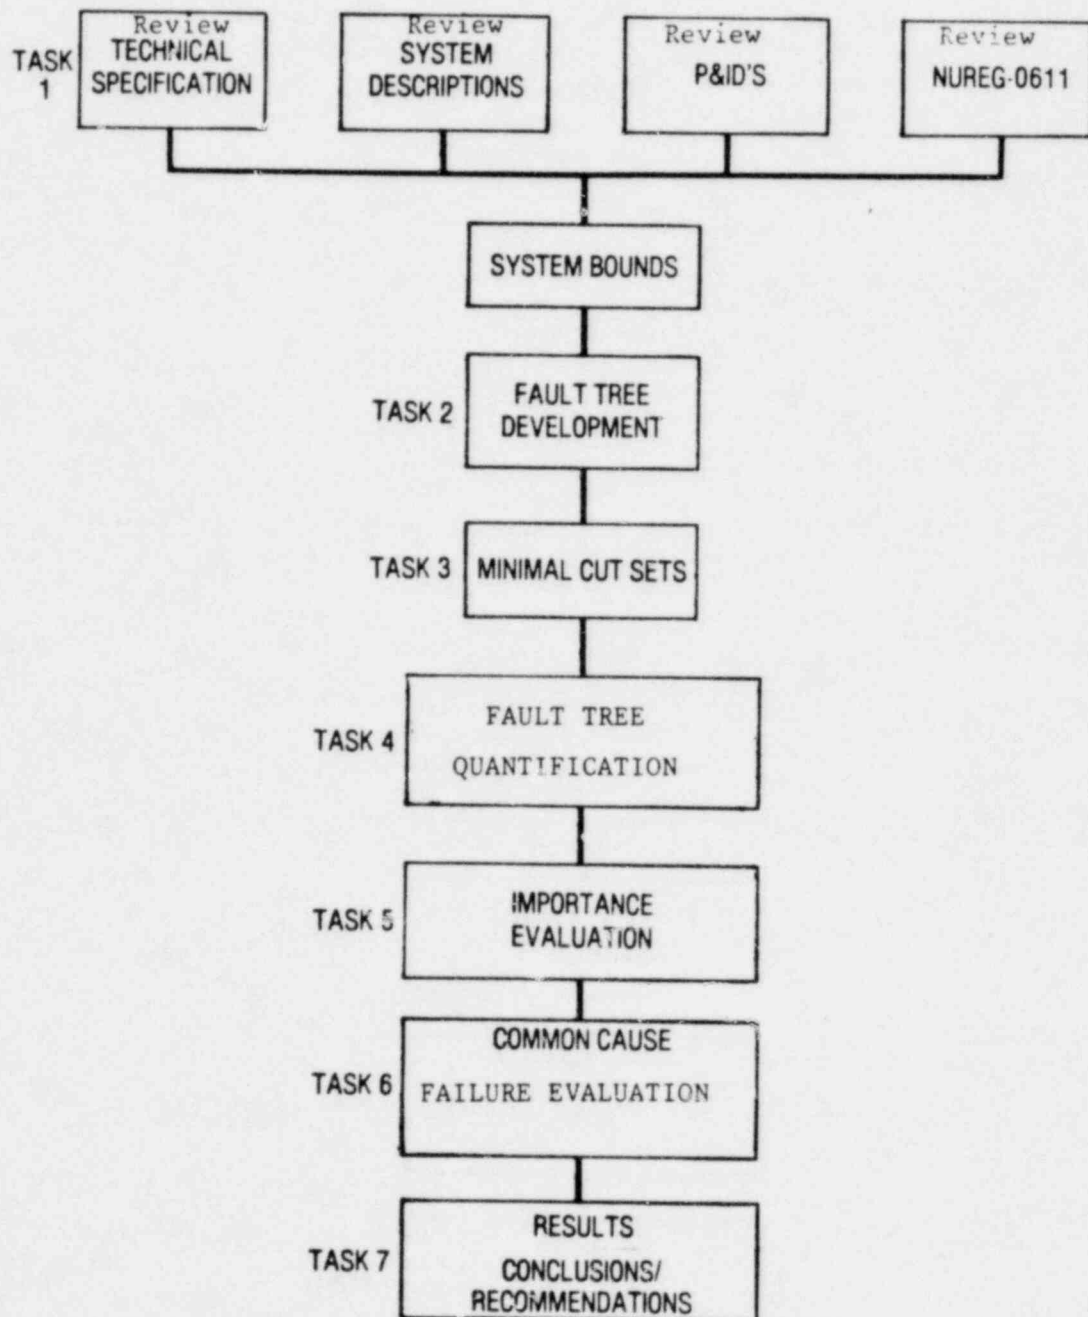 TASK
1
Review
TECHNICAL
SPECIFICATION
Review
SYSTEM
DESCRIPTIONS
Review
P&ID'S
Review
NUREG-0611
SYSTEM BOUNDS
TASK 2
FAULT TREE
DEVELOPMENT
TASK 3
MINIMAL CUT SETS
TASK 4
FAULT TREE
QUANTIFICATION
TASK 5
IMPORTANCE
EVALUATION
TASK 6
COMMON CAUSE
FAILURE EVALUATION
TASK 7
RESULTS
CONCLUSIONS/
RECOMMENDATIONS